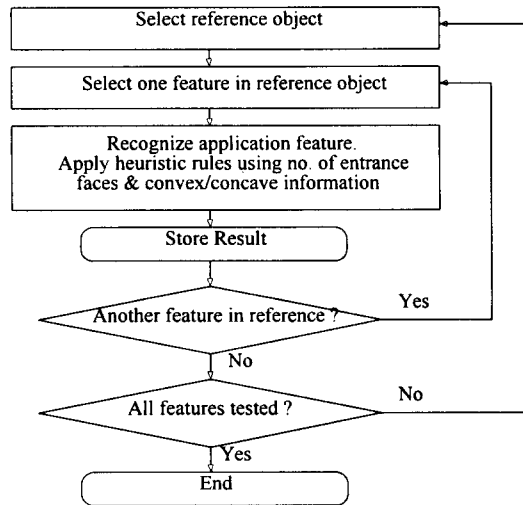 Select reference object
Select one feature in reference object
Recognize application feature.
Apply heuristic rules using no. of entrance
faces & convex/concave information
Store Result
Another feature in reference ?
Yes
No
All features tested ?
No
Yes
End